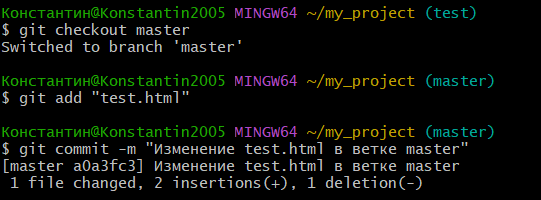 Константин@Konstantin2005 MINGW64 ~/my_project (test)
$ git checkout master
Switched to branch 'master'
Константин@Konstantin2005 MINGW64 ~/my_project (master)
$ git add "test.html"
Константин@Konstantin2005 MINGW64 ~/my_project (master)
$ git commit -m "Изменение test.html в ветке master"
[master a0a3fc3] Изменение test.html в ветке master
 1 file changed, 2 insertions(+), 1 deletion(-)